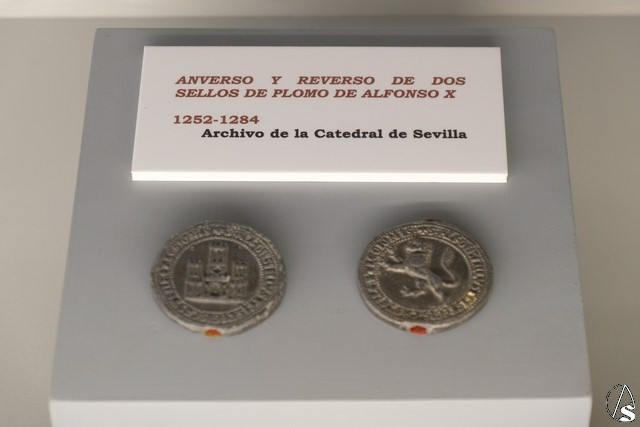 ANVERSO Y REVERSO DE DOS
SELLOS DE PLOMO DE ALFONSO X
1252-1284
Archivo de la Catedral de Sevilla